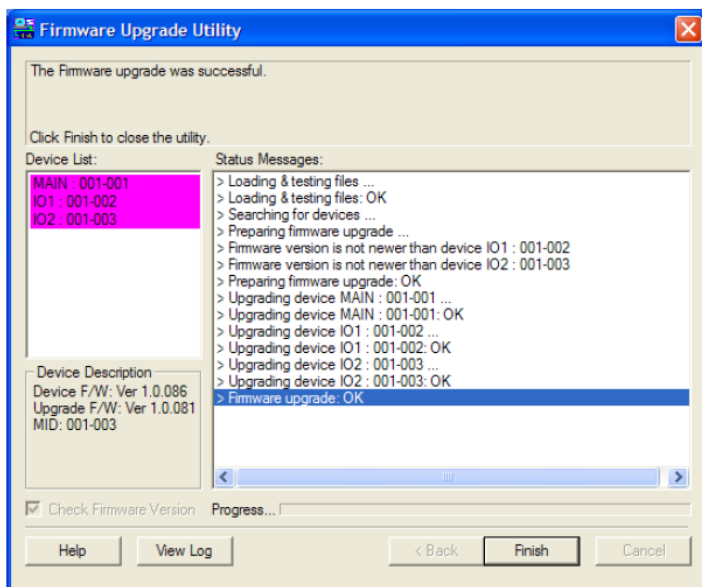 Firmware Upgrade Utility
The Firmware upgrade was successful.
Click Finish to close the utility.
Device List:
MAIN : 001-001
IO1 : 001-002
IO2 : 001-003
Status Messages:
> Loading & testing files ...
> Loading & testing files: OK
> Searching for devices ...
> Preparing firmware upgrade ...
> Firmware version is not newer than device IO1 : 001-002
> Firmware version is not newer than device IO2 : 001-003
> Preparing firmware upgrade: OK
> Upgrading device MAIN : 001-001 ...
> Upgrading device MAIN : 001-001: OK
> Upgrading device IO1 : 001-002 ...
> Upgrading device IO1 : 001-002: OK
> Upgrading device IO2 : 001-003 ...
> Upgrading device IO2 : 001-003: OK
> Firmware upgrade: OK
Device Description
Device F/W: Ver 1.0.086
Upgrade F/W: Ver 1.0.081
MID: 001-003
Check Firmware Version
Progress...
Help
View Log
< Back
Finish
Cancel